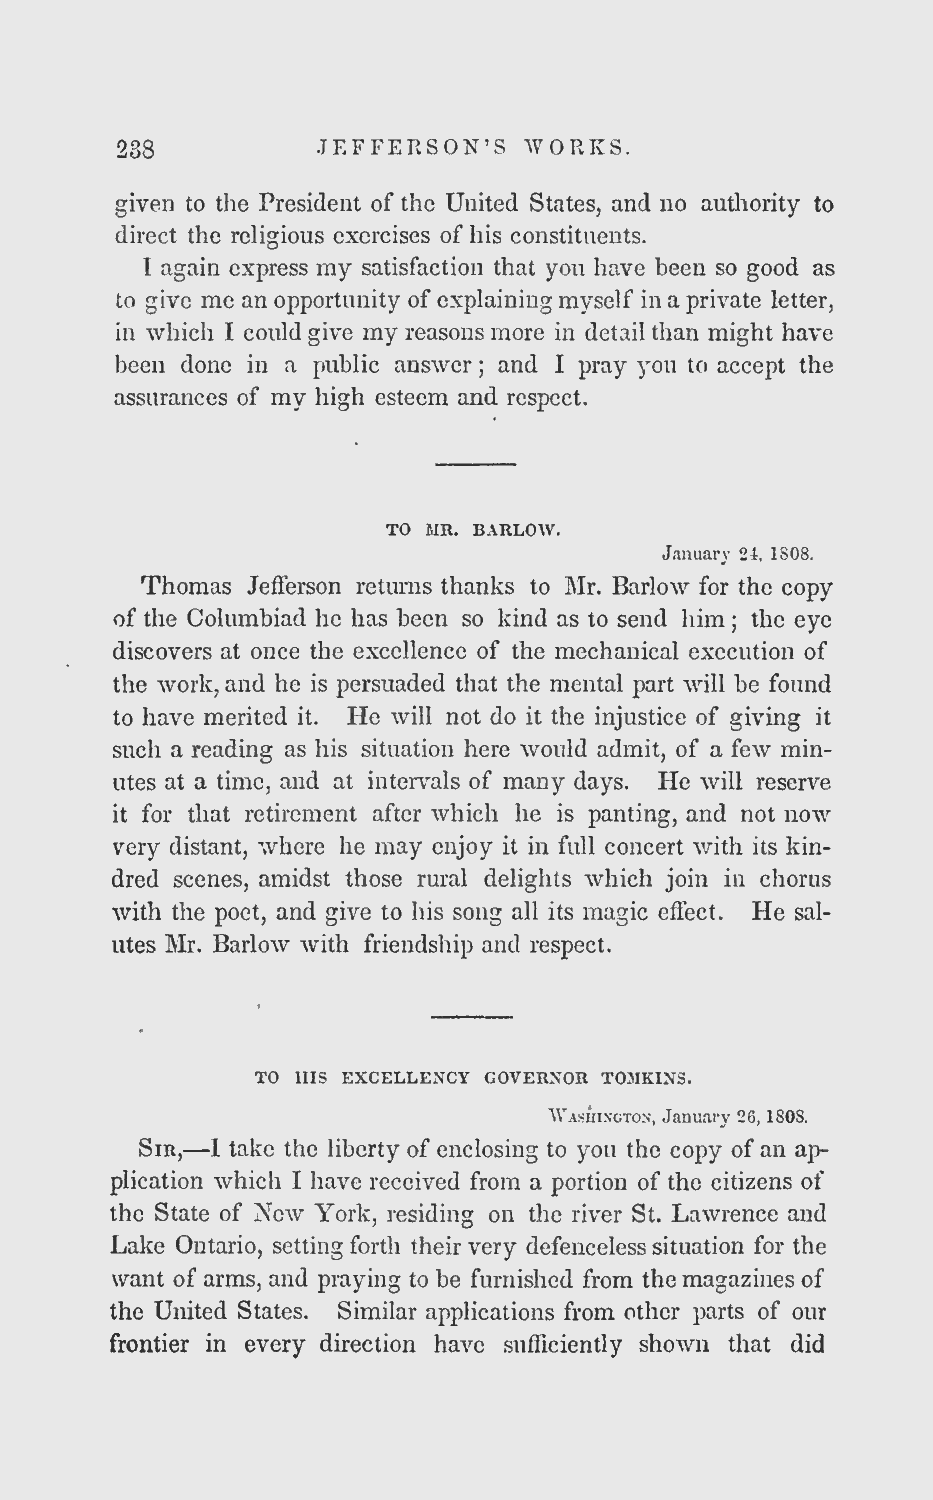 238 JEFFERSON'S WORKS.
given to the President of the United States, and no authority to
direct the religious exercises of his constituents.
I again express my satisfaction that you have been so good as
to give me an opportunity of explaining myself in a private letter,
in which I could give my reasons more in detail than might have
been done in a public answer; and I pray you to accept the
assurances of my high esteem and respect.
TO MR. BARLOW.
January 24, 1808.
Thomas Jefferson returns thanks to Mr. Barlow for the copy
of the Columbiad he has been so kind as to send him; the eye
discovers at once the excellence of the mechanical execution of
the work, and he is persuaded that the mental part will be found
to have merited it. He will not do it the injustice of giving it
such a reading as his situation here would admit, of a few min-
utes at a time, and at intervals of many days. He will reserve
it for that retirement after which he is panting, and not now
very distant, where he may enjoy it in full concert with its kin-
dred scenes, amidst those rural delights which join in chorus
with the poet, and give to his song all its magic effect. He sal-
utes Mr. Barlow with friendship and respect.
TO HIS EXCELLENCY GOVERNOR TOMKINS.
WASHINGTON, January 26, 1808.
SIR,—I take the liberty of enclosing to you the copy of an ap-
plication which I have received from a portion of the citizens of
the State of New York, residing on the river St. Lawrence and
Lake Ontario, setting forth their very defenceless situation for the
want of arms, and praying to be furnished from the magazines of
the United States. Similar applications from other parts of our
frontier in every direction have sufficiently shown that did